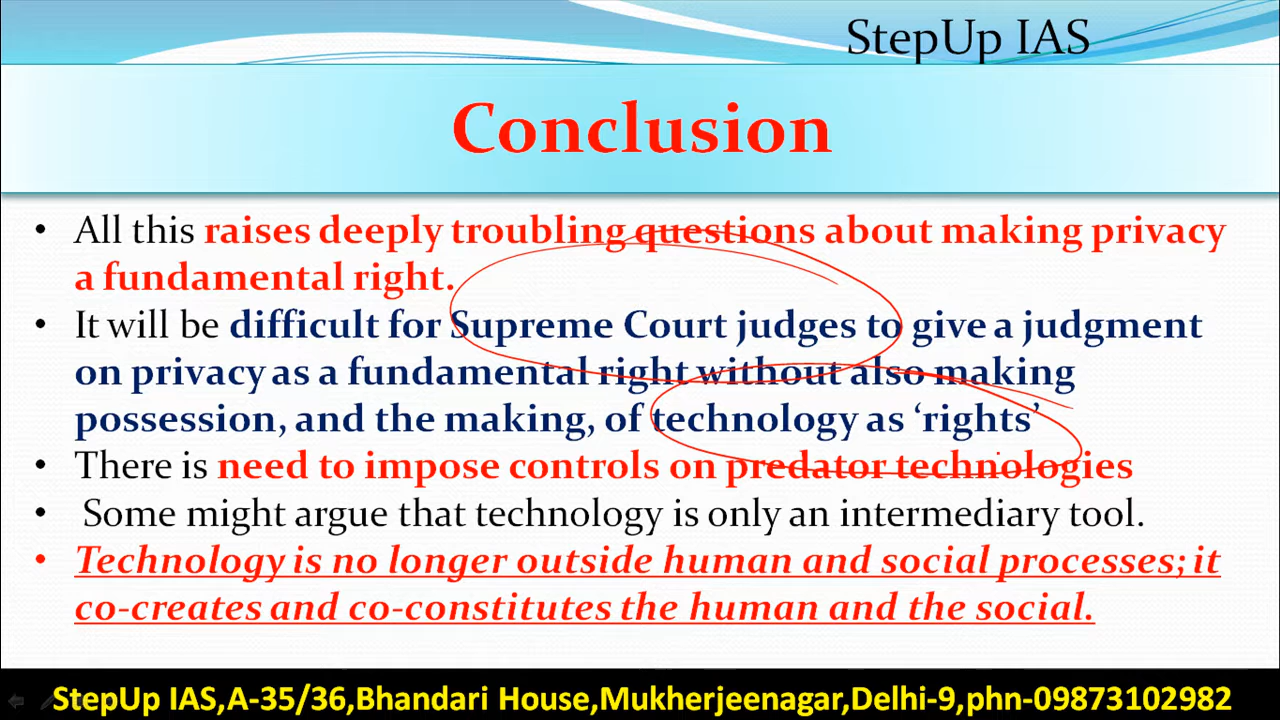 StepUp IAS
Conclusion
• All this raises deeply troubling questions about making privacy
a fundamental right.
• It will be difficult for Supreme Court judges to give a judgment
on privacy as a fundamental right without also making
possession, and the making, of technology as ‘rights’
• There is need to impose controls on predator technologies
• Some might argue that technology is only an intermediary tool.
• Technology is no longer outside human and social processes; it
co-creates and co-constitutes the human and the social.
StepUp IAS,A-35/36,Bhandari House,Mukherjeenagar,Delhi-9,phn-09873102982